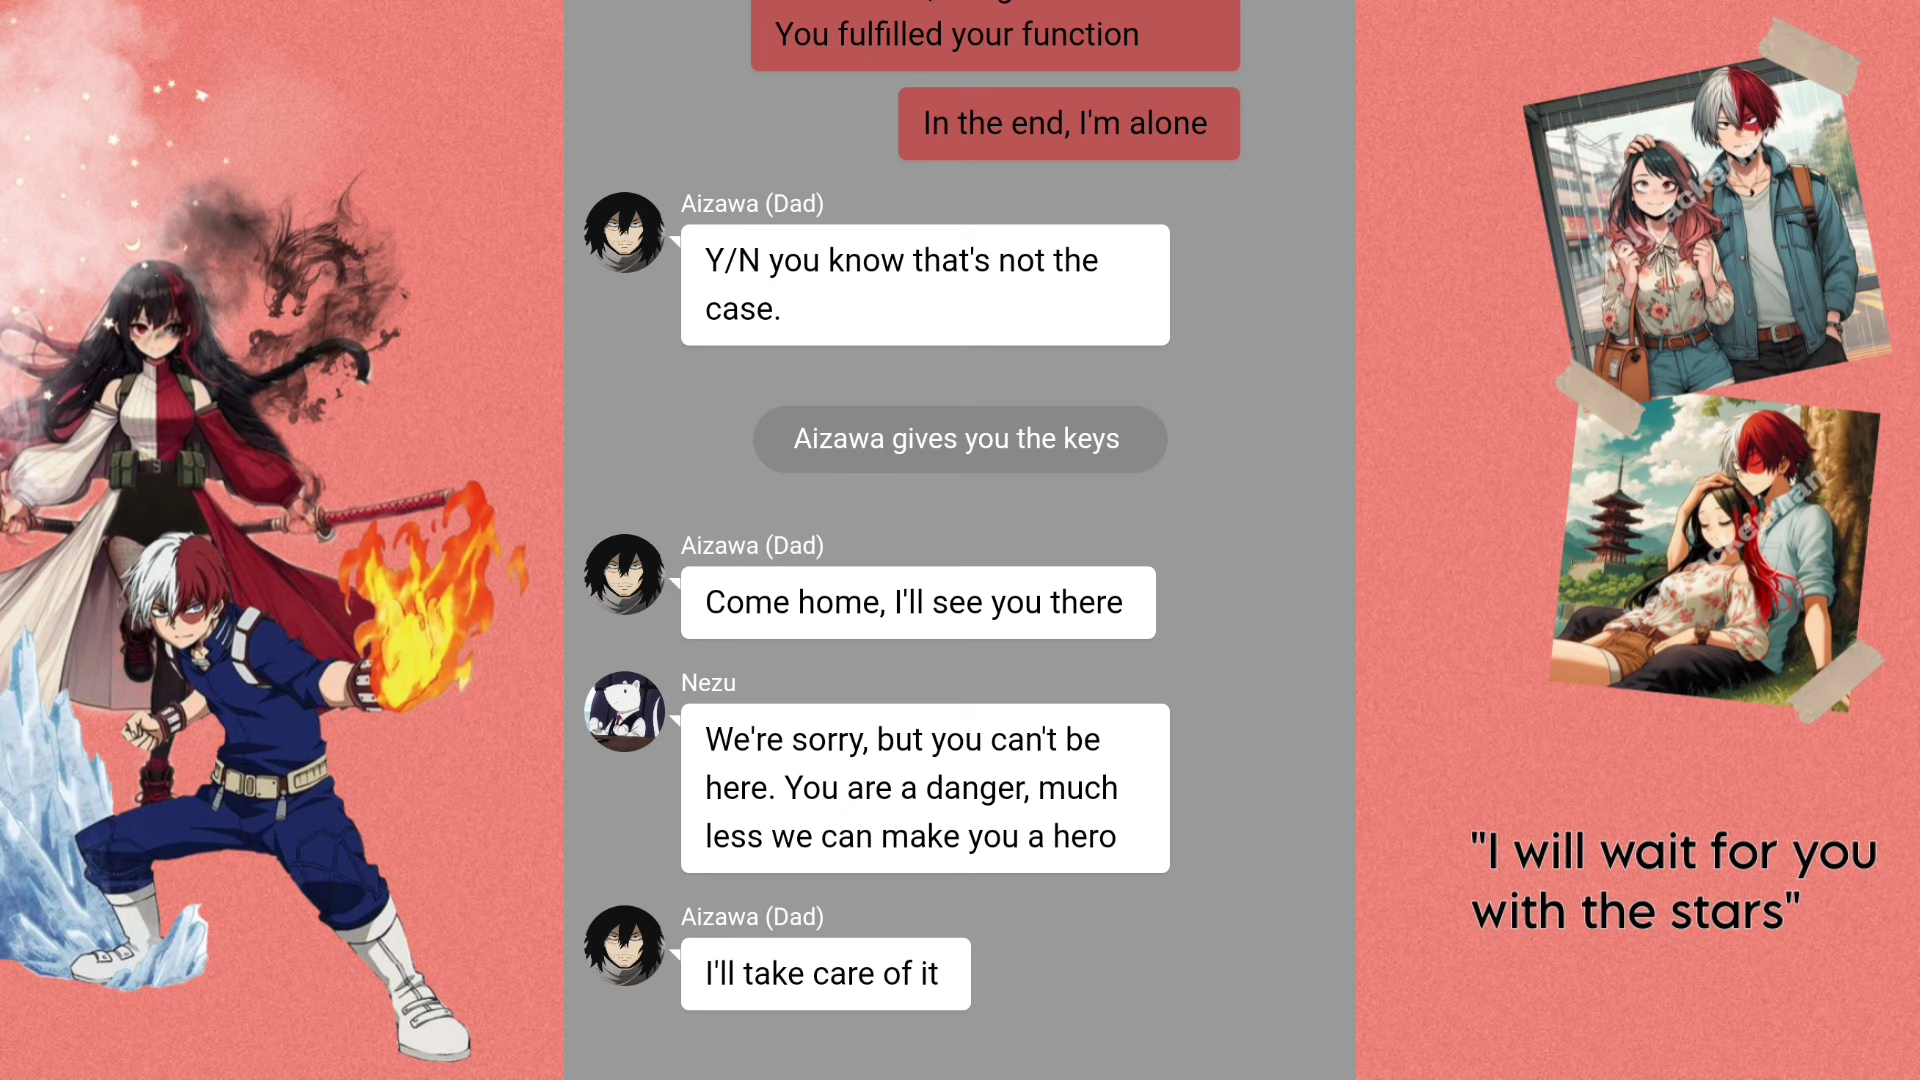 You fulfilled your function
In the end, I'm alone
Aizawa (Dad)
Y/N you know that's not the
case.
Aizawa gives you the keys
Aizawa (Dad)
Come home, I'll see you there
Nezu
We're sorry, but you can't be
here. You are a danger, much
less we can make you a hero
Aizawa (Dad)
I'll take care of it
"I will wait for you
with the stars"